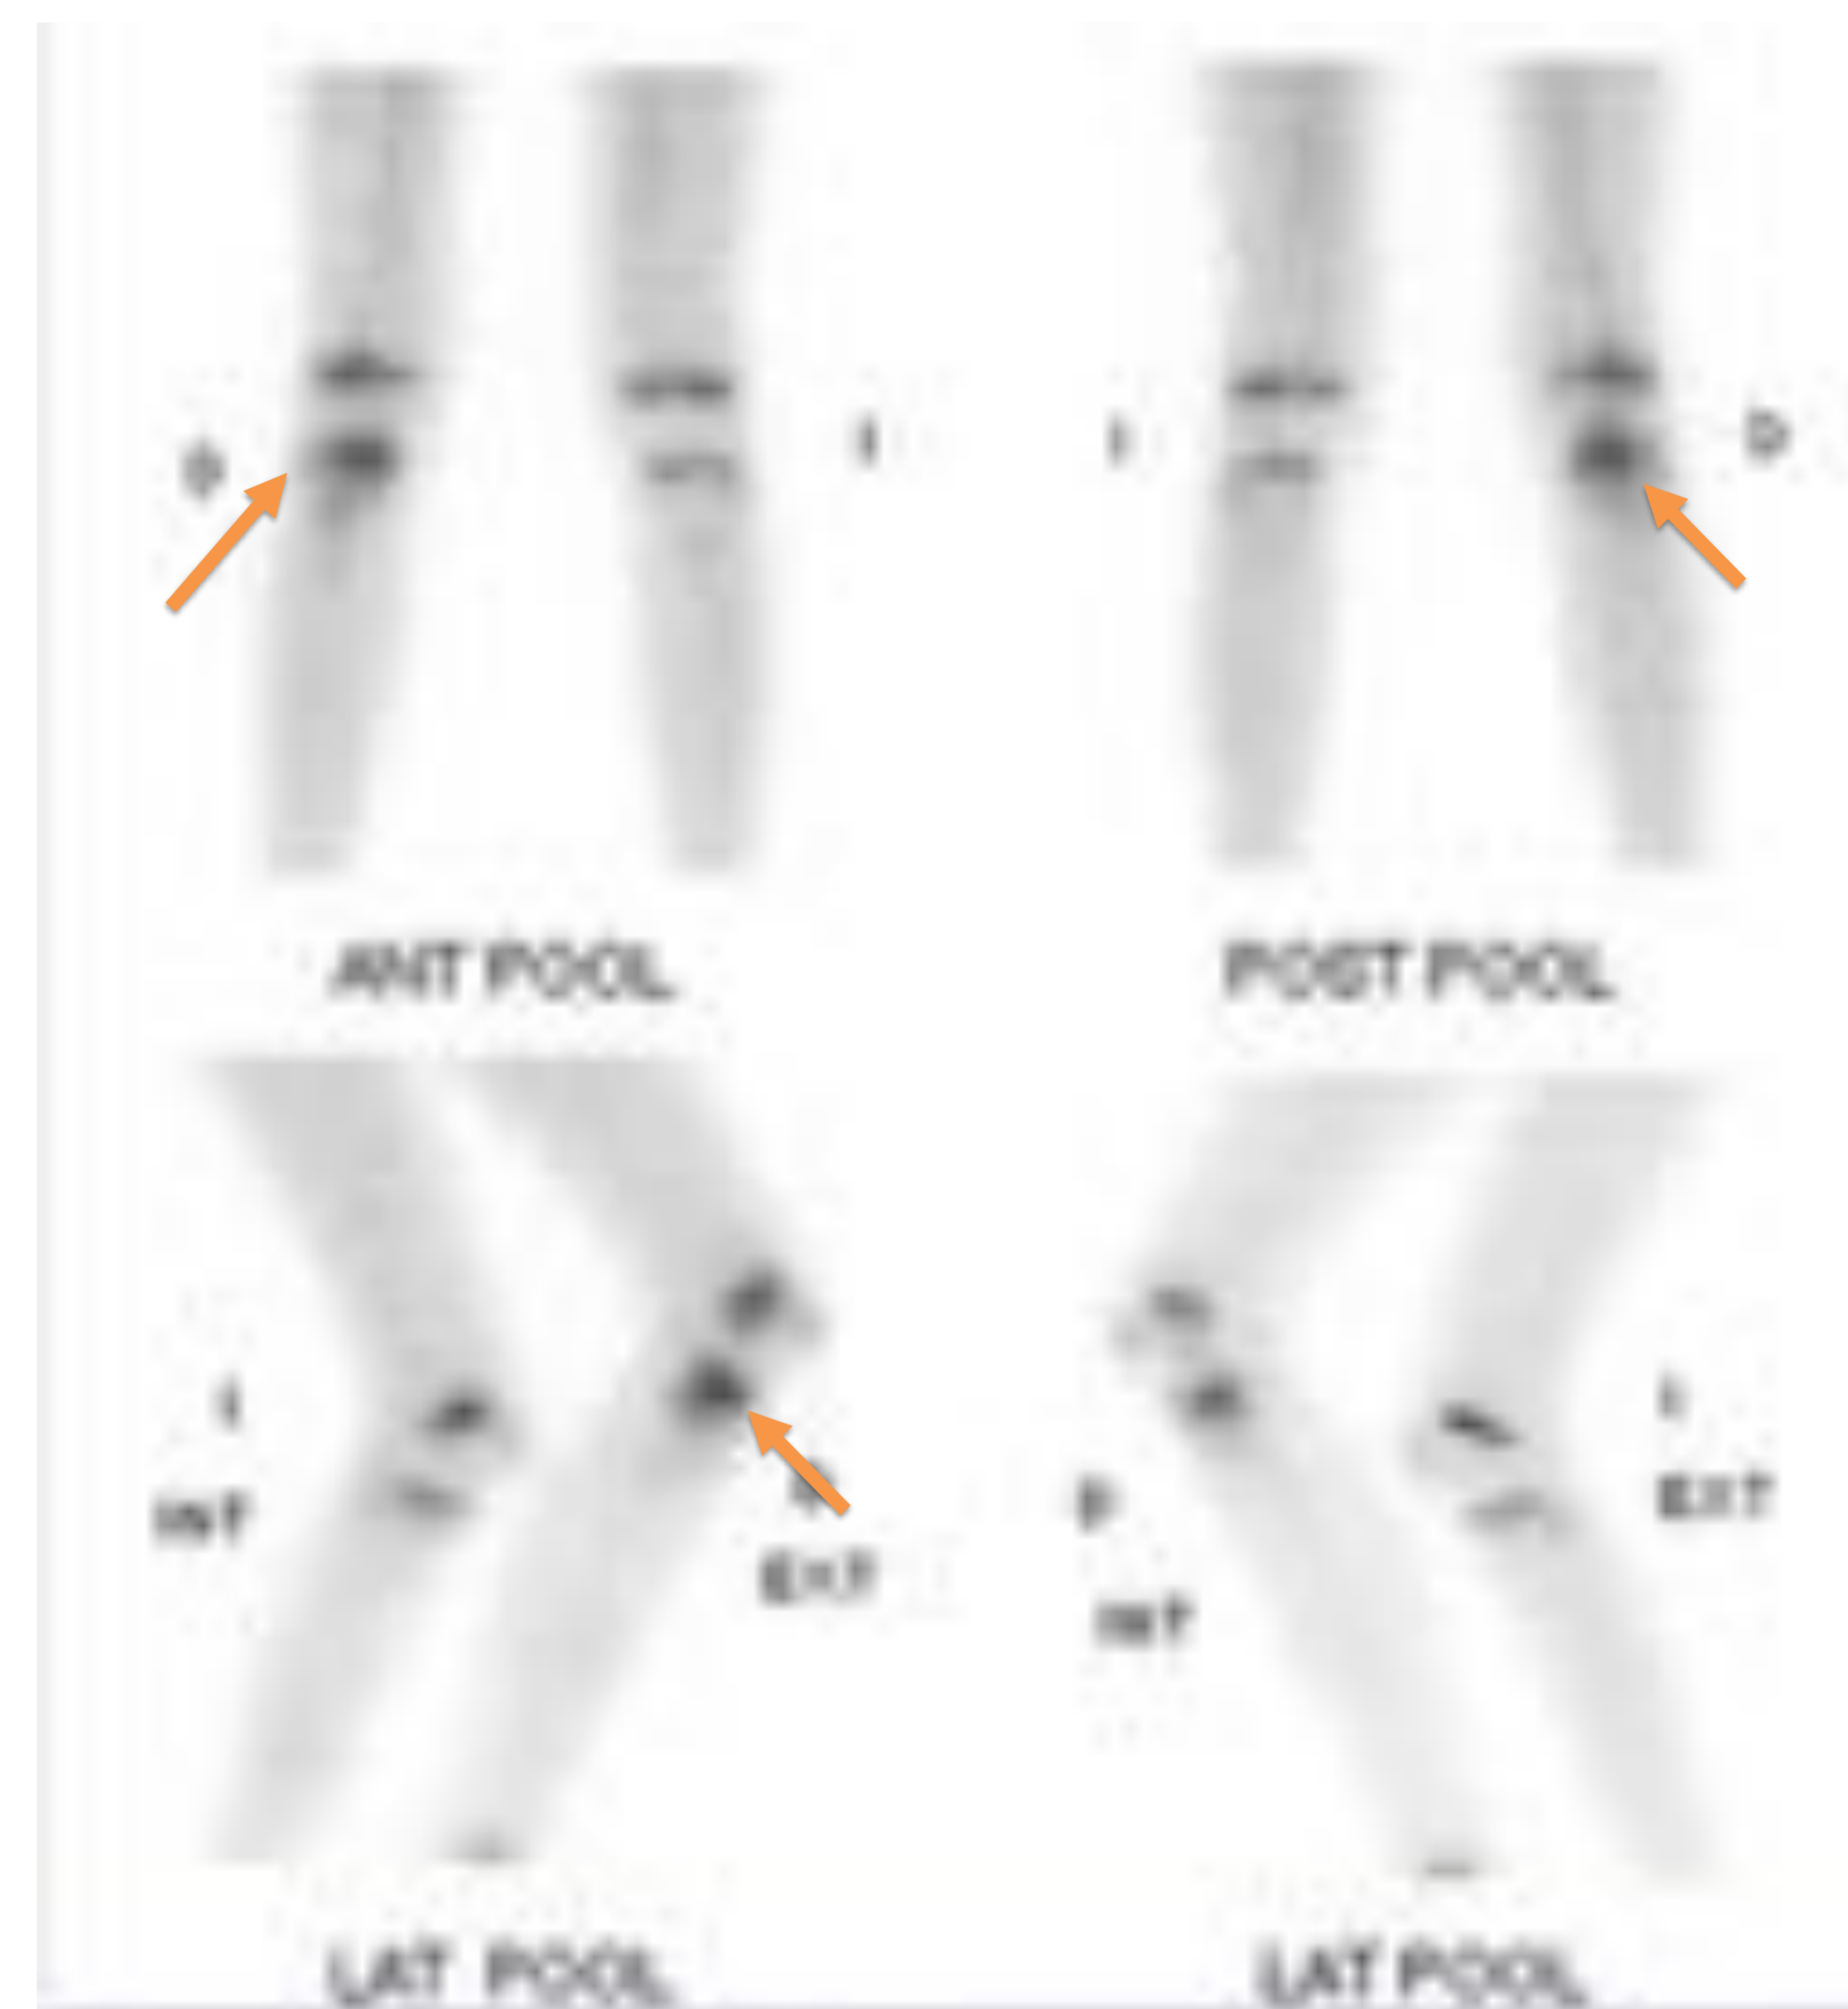 D
I
I
D
ANT POOL
POST POOL
I
INT
EXT
D
INT
I
EXT
LAT POOL
LAT POOL